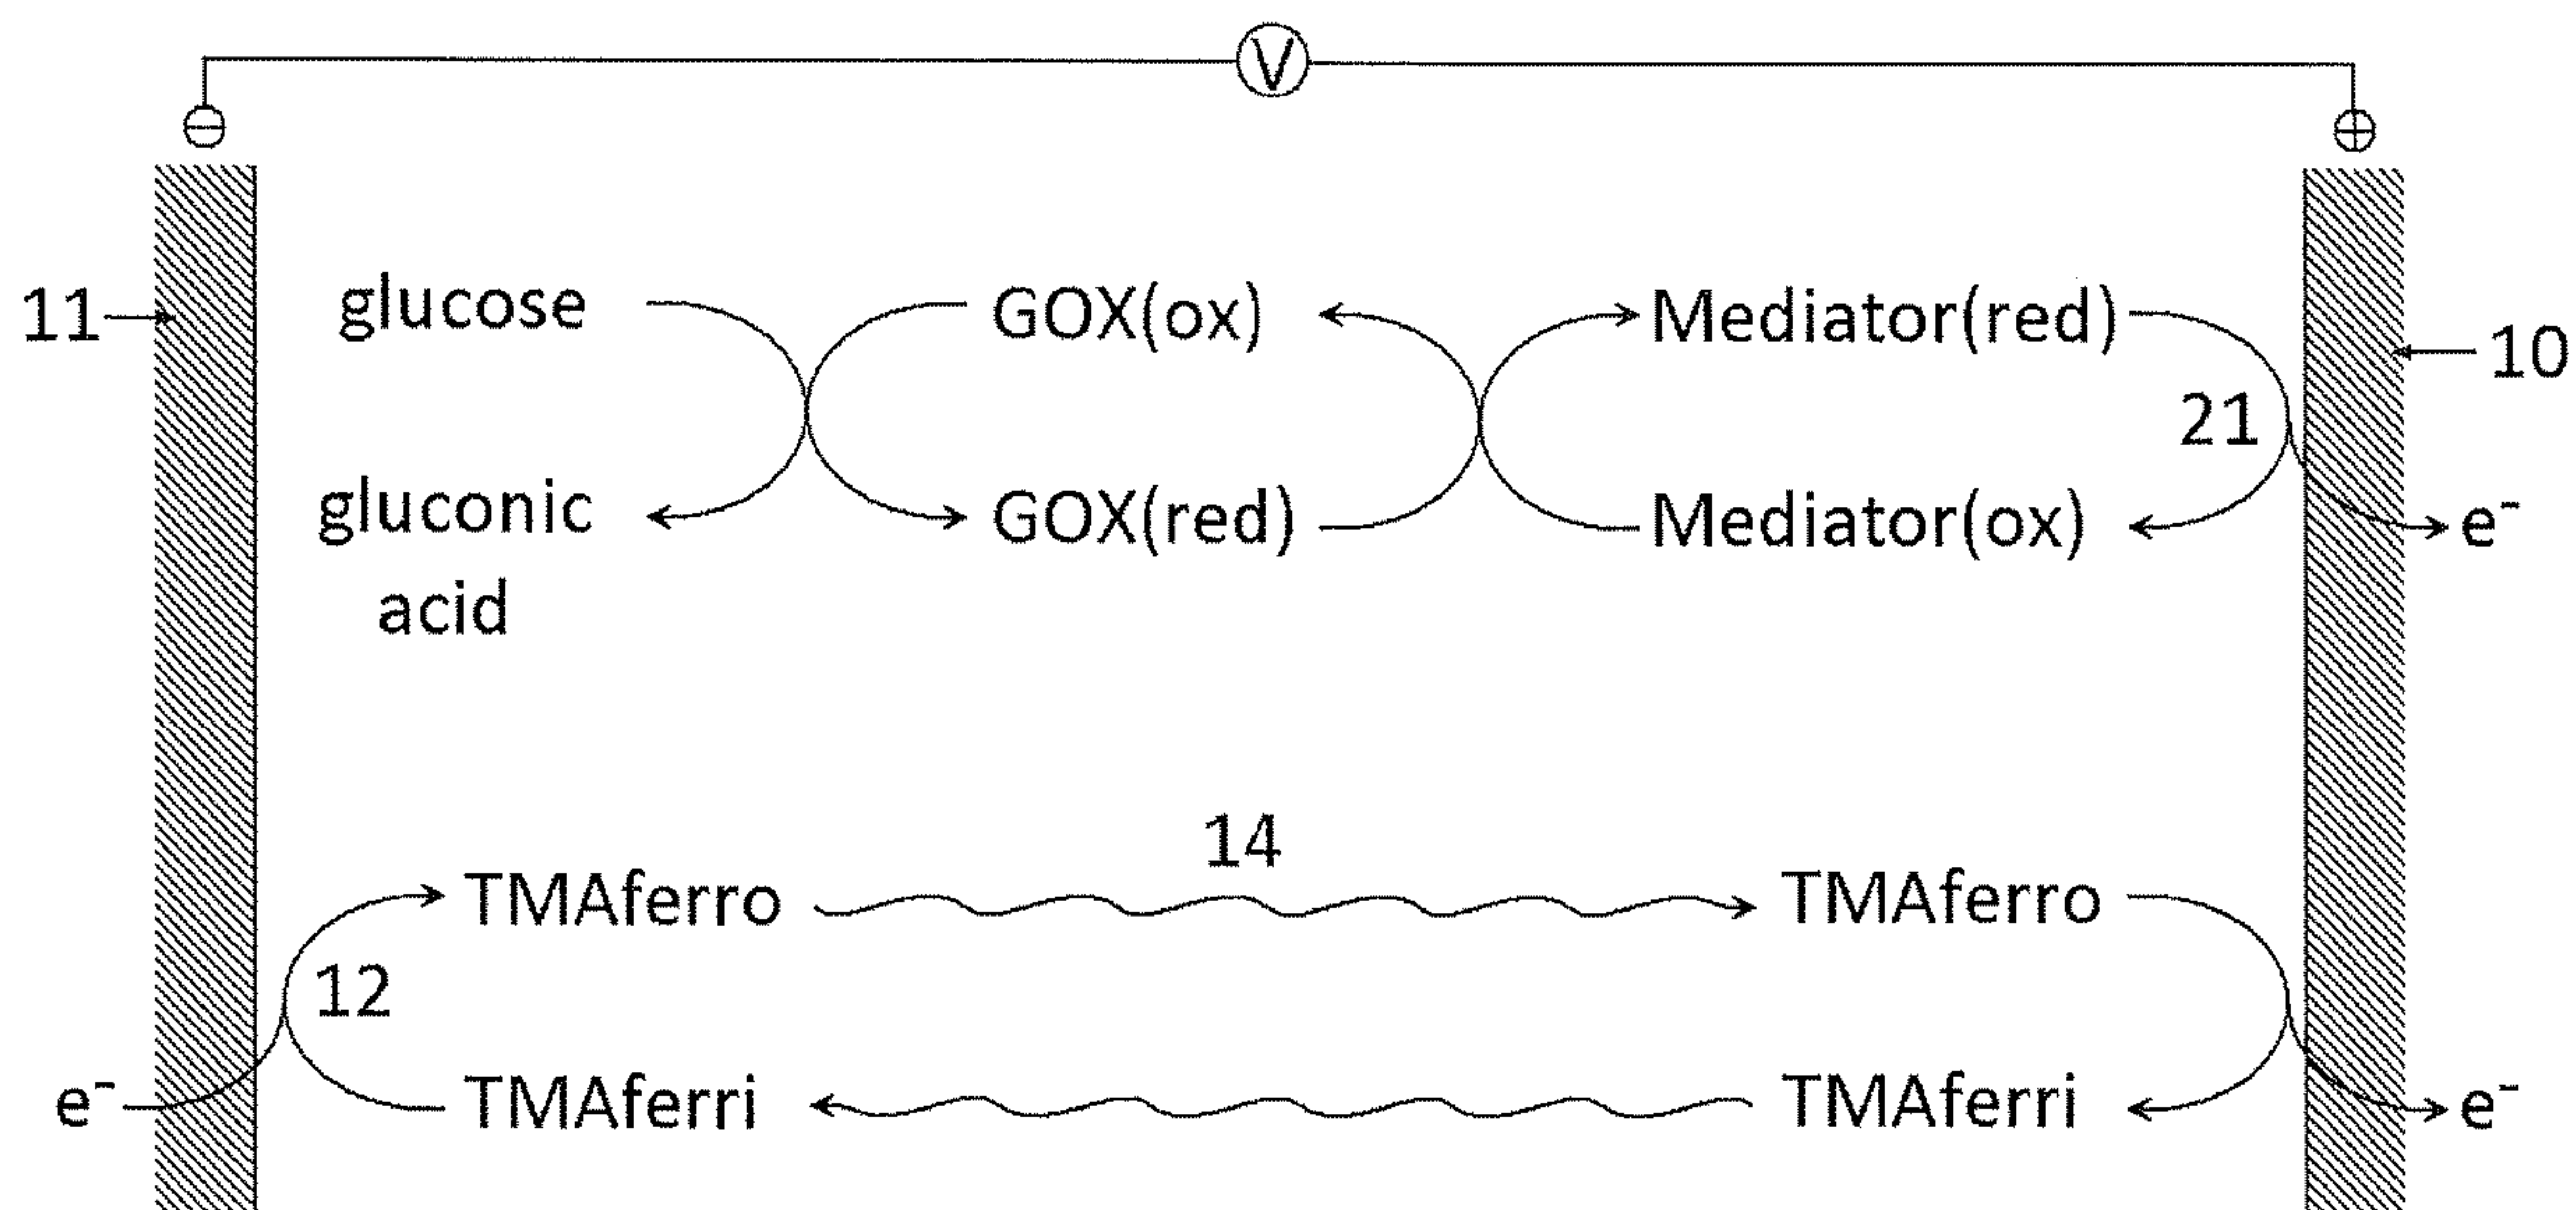 V
⊖ ⊕
11 glucose GOX(ox) Mediator(red) 10
21
gluconic GOX(red) Mediator(ox) e⁻
acid
14
TMAferro TMAferro
12
e⁻ TMAferri TMAferri e⁻